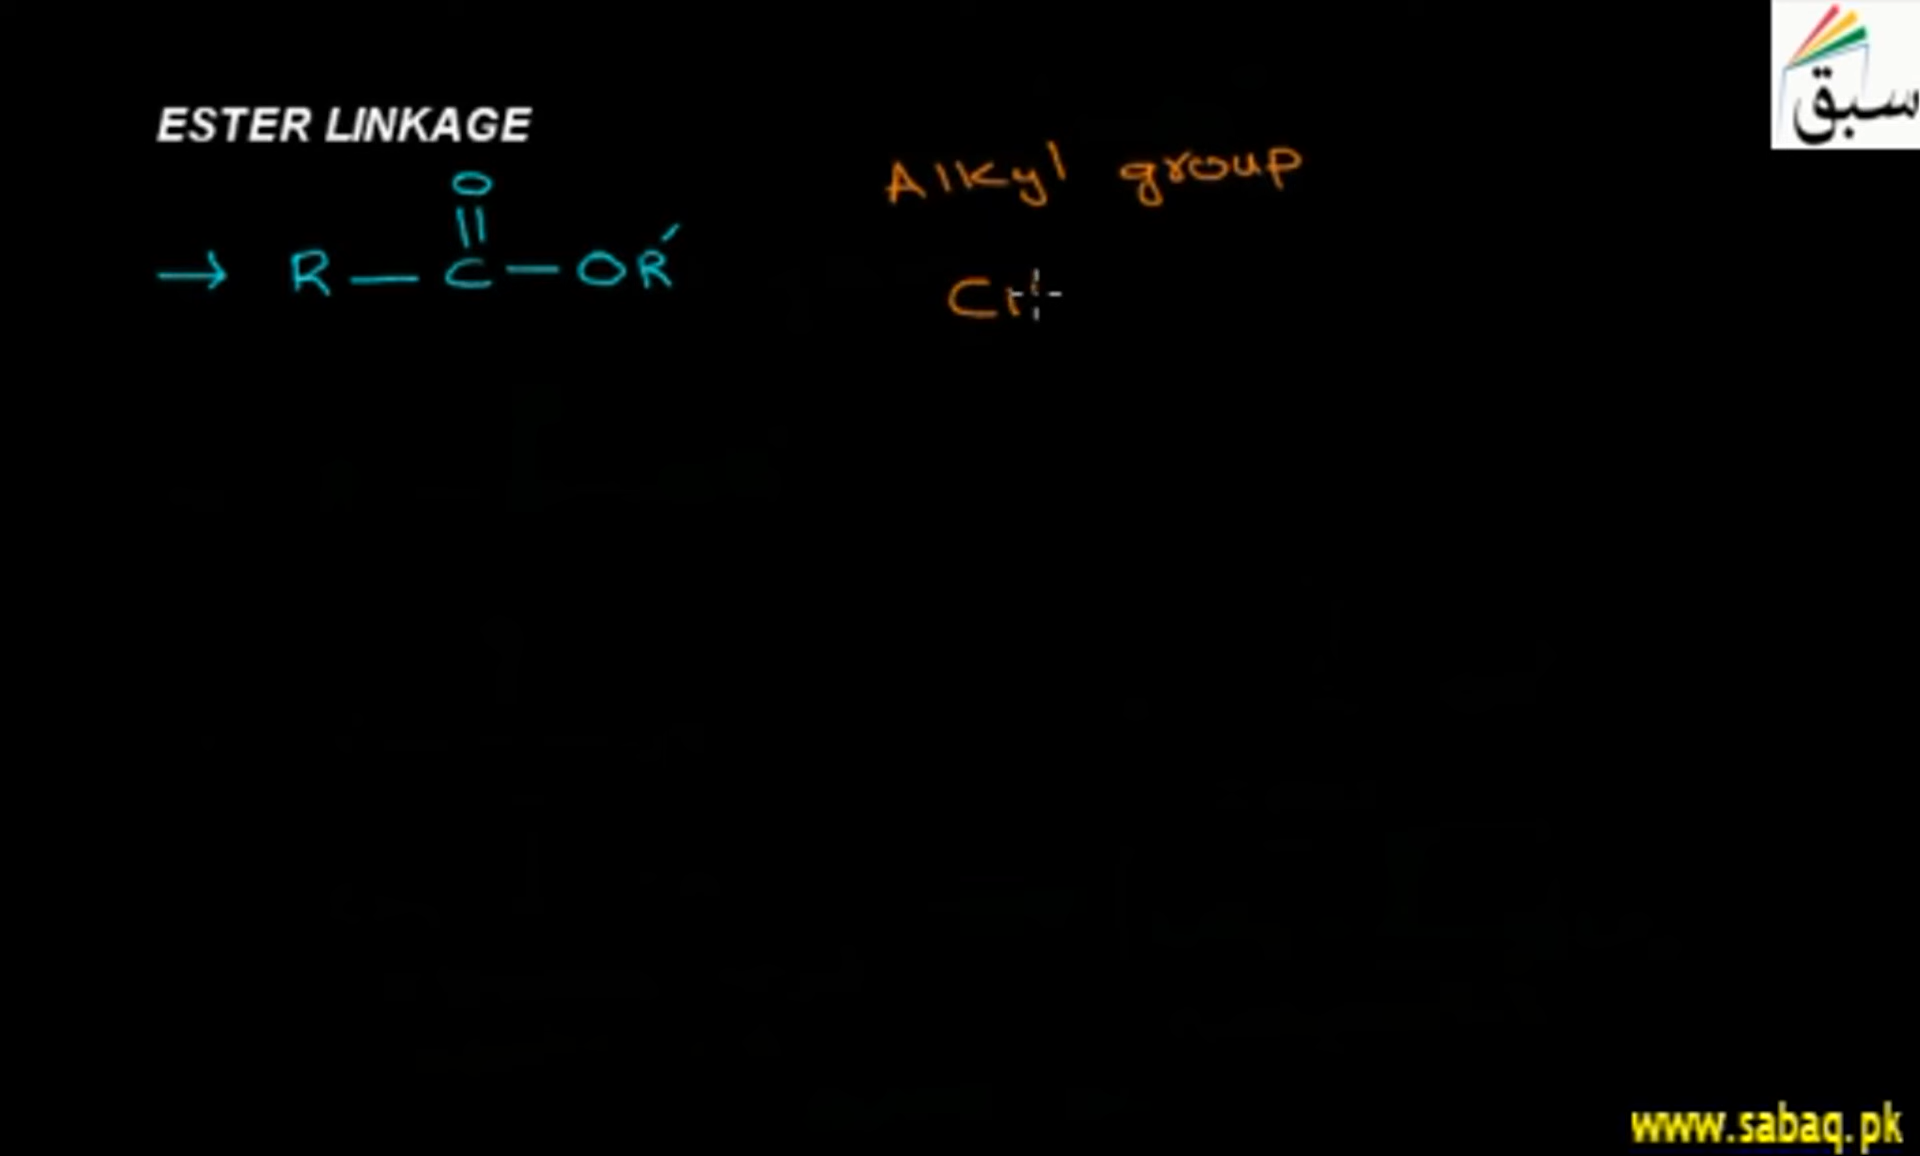 ESTER LINKAGE
O
||
→ R — C — OR′
Alkyl group
C
سبق
www.sabaq.pk